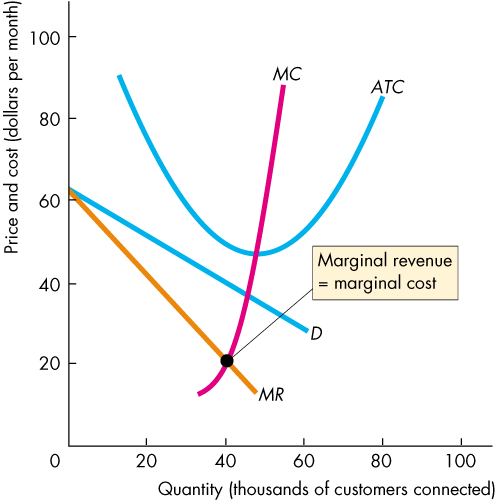 Price and cost (dollars per month)
100
80
60
40
20
0
MC
ATC
Marginal revenue
= marginal cost
D
MR
20
40
60
80
100
Quantity (thousands of customers connected)